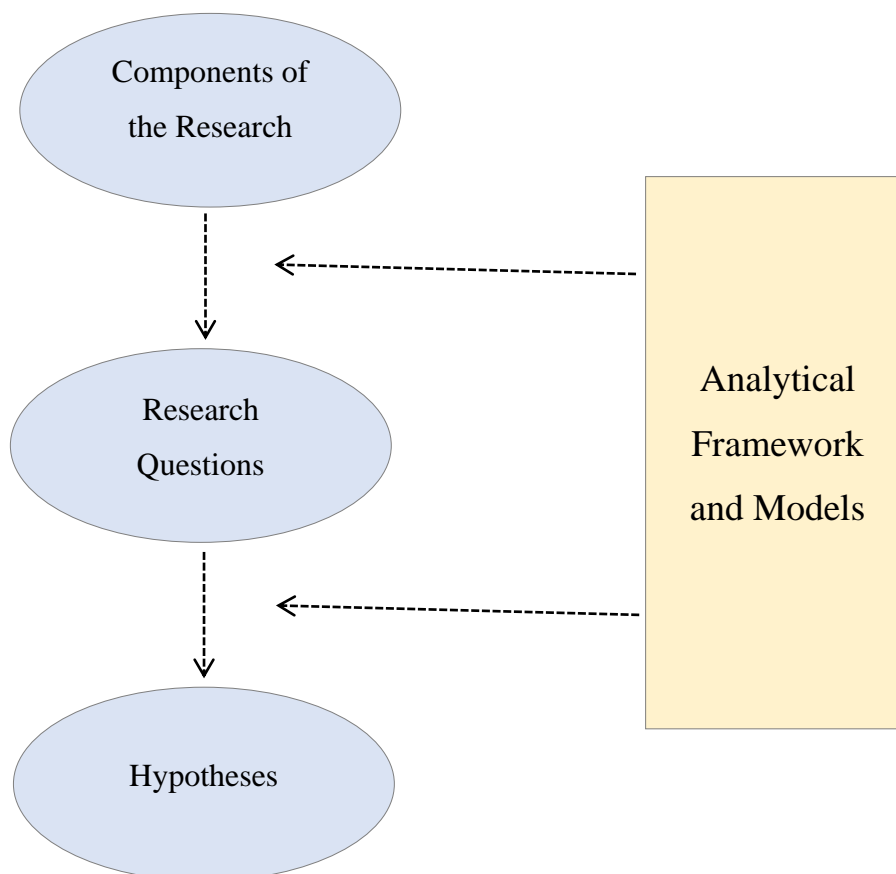 Components of
the Research
Research
Questions
Analytical
Framework
and Models
Hypotheses